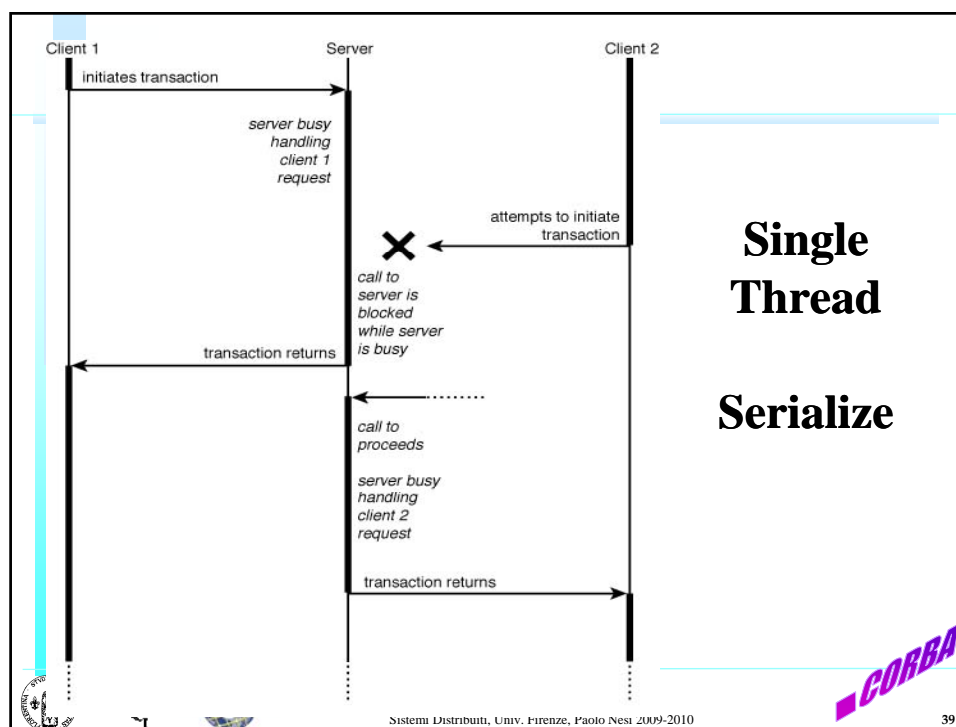 Client 1
Server
Client 2
initiates transaction
server busy
handling
client 1
request
attempts to initiate
transaction
call to
server is
blocked
while server
is busy
transaction returns
call to
proceeds
server busy
handling
client 2
request
transaction returns
Single
Thread
Serialize
CORBA
Sistemi Distribuiti, Univ. Firenze, Paolo Nesi 2009-2010
39